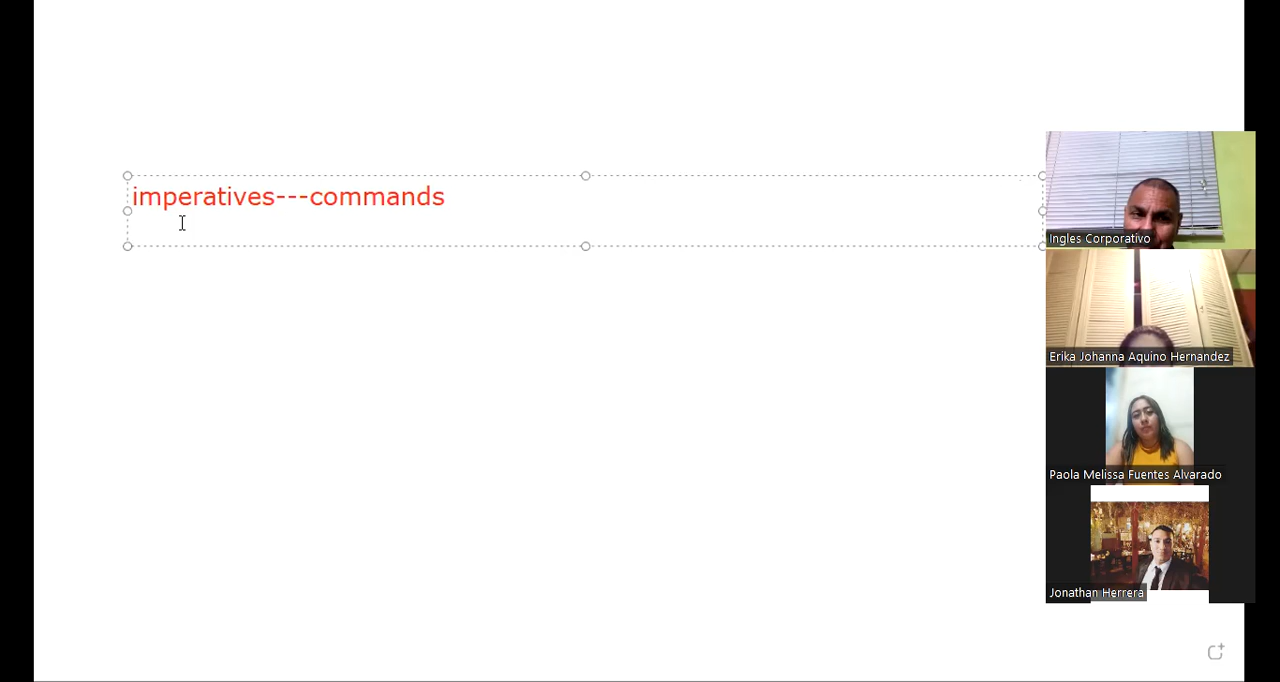 imperatives---commands
Ingles Corporativo
Erika Johanna Aquino Hernandez
Paola Melissa Fuentes Alvarado
Jonathan Herrera